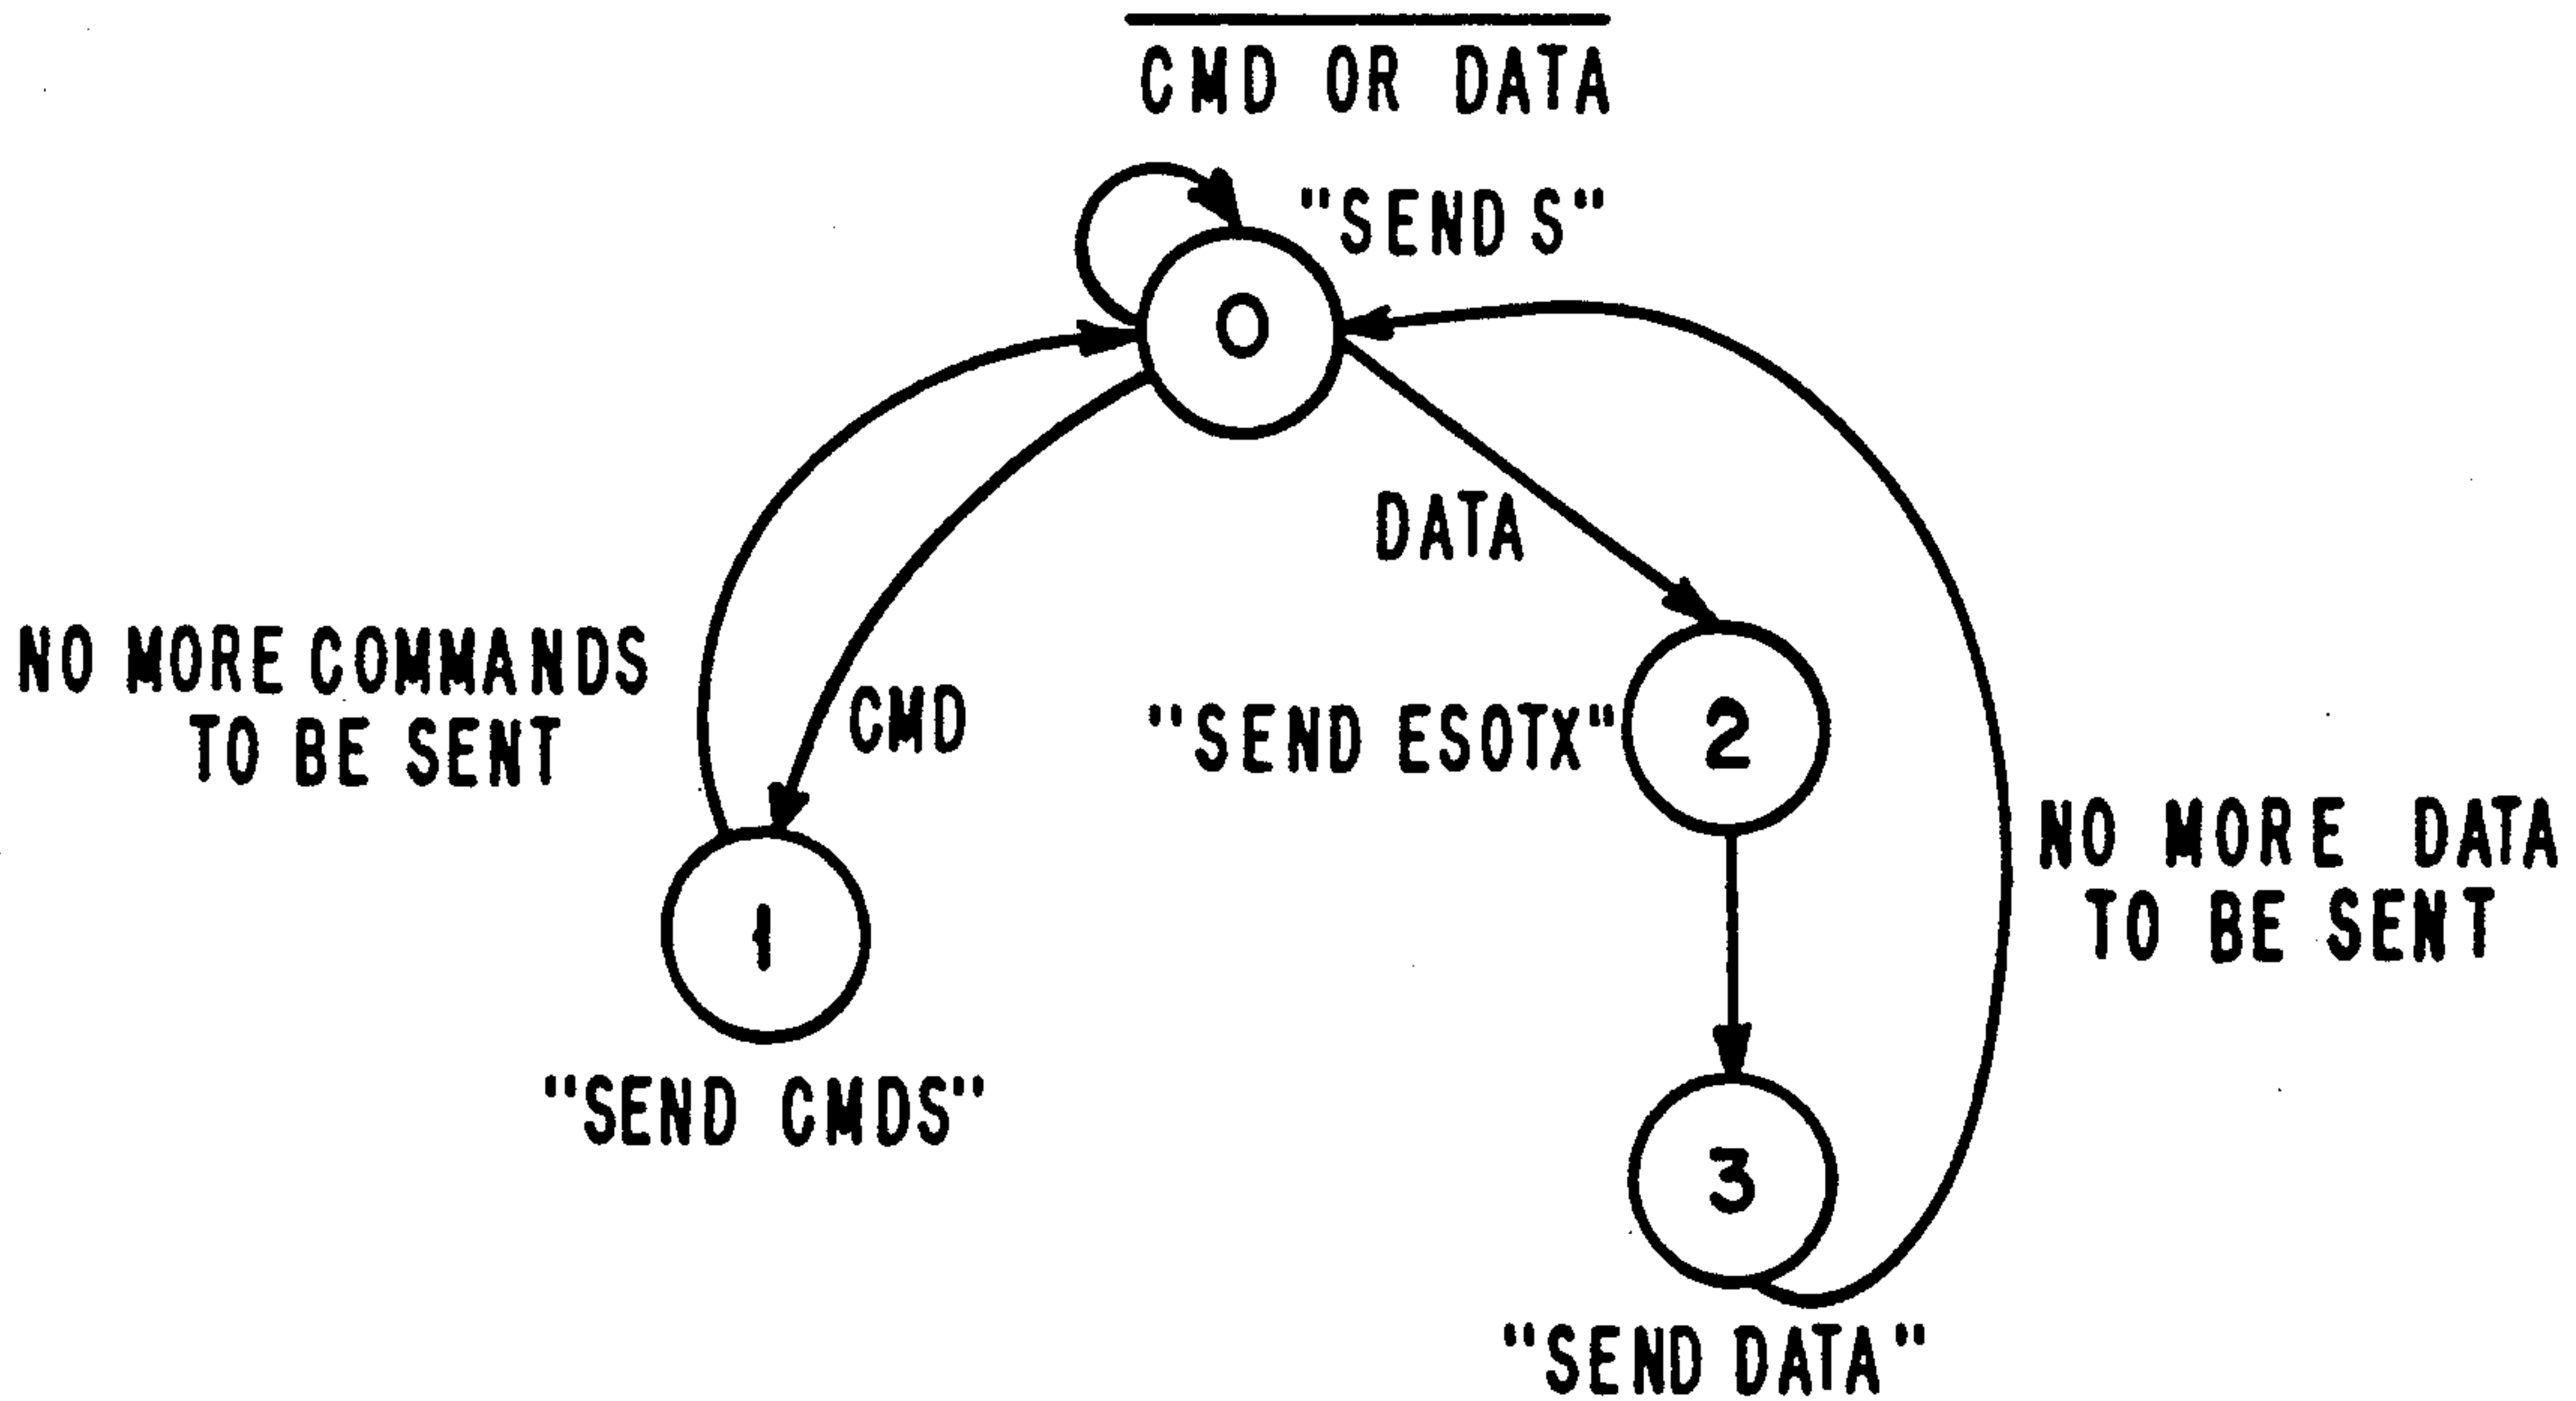 CMD OR DATA
"SEND S"
0
DATA
NO MORE COMMANDS
TO BE SENT
CMD
"SEND ESOTX"
2
NO MORE DATA
TO BE SENT
1
"SEND CMDS"
3
"SEND DATA"